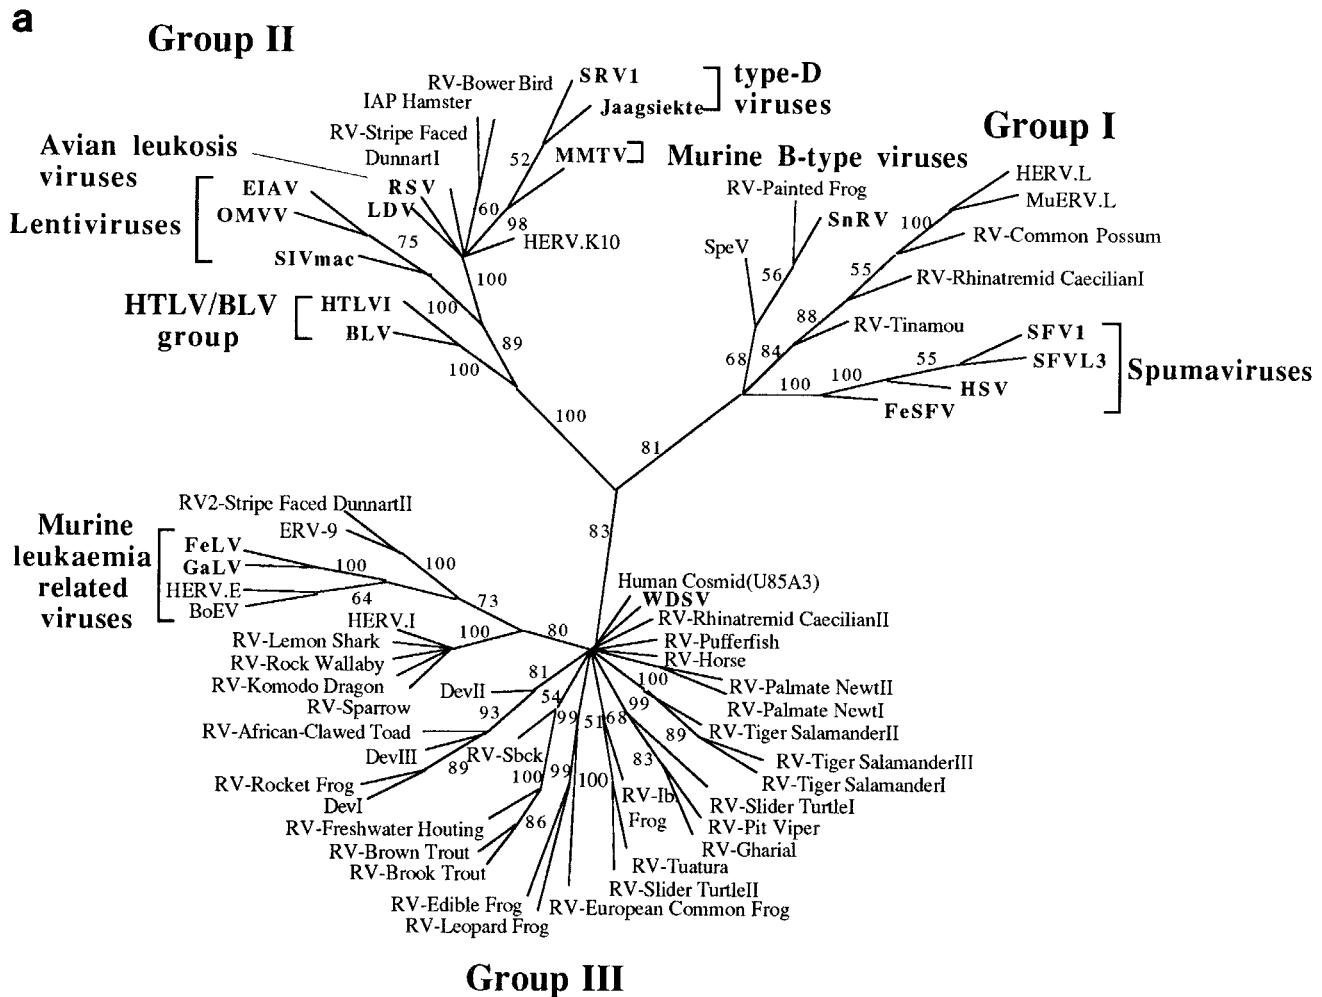 a
Group II
RV-Bower Bird
IAP Hamster
RV-Stripe Faced
DunnartI
SRV1
Jaagsiekte
type-D
viruses
MMTV
Murine B-type viruses
Avian leukosis
viruses
RSV
LDV
EIAV
OMVV
Lentiviruses
SIVmac
HERV.K10
HTLV/BLV
group
HTLVI
BLV
52
60
98
75
100
100
89
100
100
Group I
HERV.L
MuERV.L
RV-Painted Frog
SnRV
SpeV
RV-Common Possum
RV-Rhinatremid CaecilianI
RV-Tinamou
SFV1
SFVL3
HSV
FeSFV
Spumaviruses
100
55
56
88
84
68
55
100
100
81
83
RV2-Stripe Faced DunnartII
ERV-9
Murine
leukaemia
related
viruses
FeLV
GaLV
HERV.E
BoEV
100
100
64
73
HERV.I
RV-Lemon Shark
RV-Rock Wallaby
RV-Komodo Dragon
RV-Sparrow
100
80
Human Cosmid(U85A3)
WDSV
RV-Rhinatremid CaecilianII
RV-Pufferfish
RV-Horse
RV-Palmate NewtII
RV-Palmate NewtI
RV-Tiger SalamanderII
RV-Tiger SalamanderIII
RV-Tiger SalamanderI
RV-Slider TurtleI
RV-Pit Viper
RV-Gharial
RV-Ib
Frog
RV-Tuatura
RV-Slider TurtleII
RV-European Common Frog
100
99
89
68
83
51
100
81
54
99
DevII
93
RV-African-Clawed Toad
DevIII
RV-Sbck
89
RV-Rocket Frog
DevI
100
99
RV-Freshwater Houting
86
RV-Brown Trout
RV-Brook Trout
RV-Edible Frog
RV-Leopard Frog
Group III